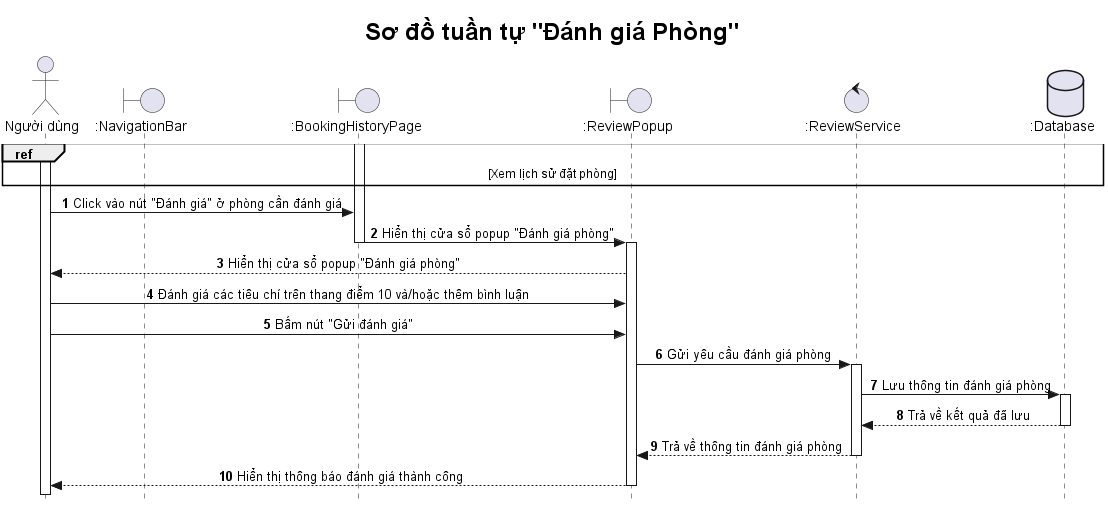 Sơ đồ tuần tự "Đánh giá Phòng"
Người dùng
:NavigationBar
:BookingHistoryPage
:ReviewPopup
:ReviewService
:Database
ref
[Xem lịch sử đặt phòng]
1 Click vào nút "Đánh giá" ở phòng cần đánh giá
2 Hiển thị cửa sổ popup "Đánh giá phòng"
3 Hiển thị cửa sổ popup "Đánh giá phòng"
4 Đánh giá các tiêu chí trên thang điểm 10 và/hoặc thêm bình luận
5 Bấm nút "Gửi đánh giá"
6 Gửi yêu cầu đánh giá phòng
7 Lưu thông tin đánh giá phòng
8 Trả về kết quả đã lưu
9 Trả về thông tin đánh giá phòng
10 Hiển thị thông báo đánh giá thành công